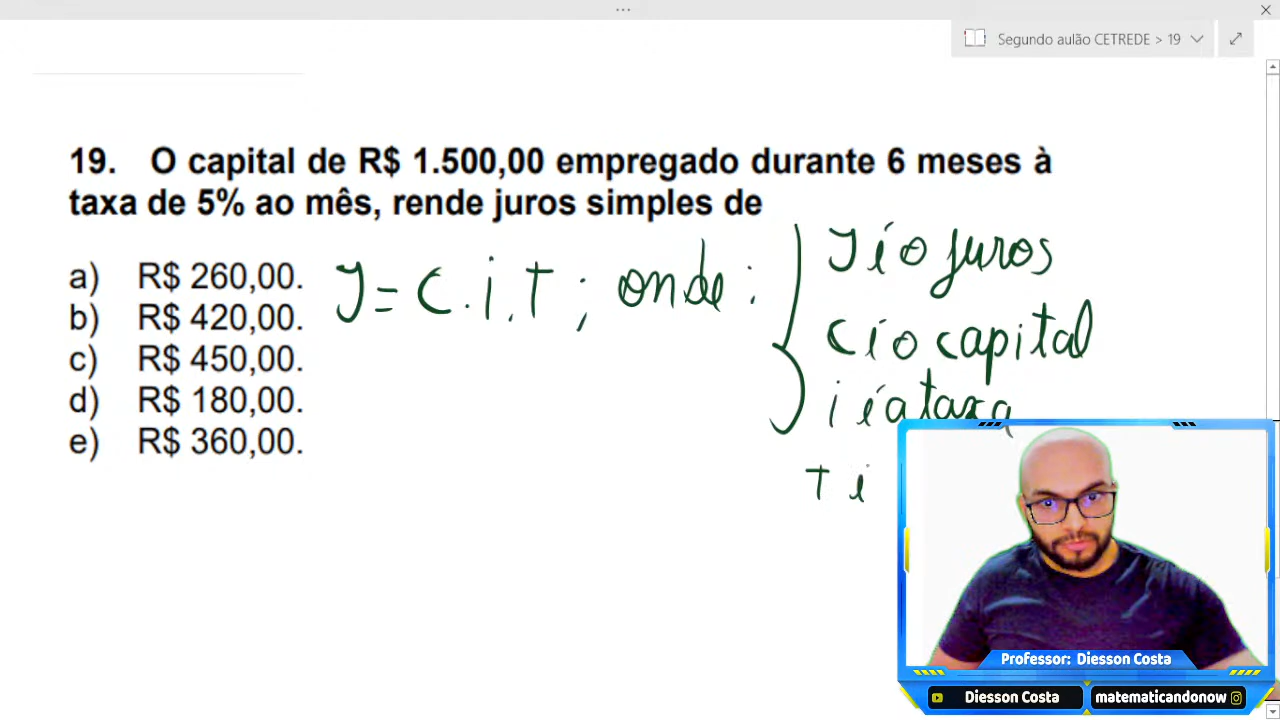 Segundo aulão CETREDE > 19
19. O capital de R$ 1.500,00 empregado durante 6 meses à
taxa de 5% ao mês, rende juros simples de
a) R$ 260,00.
b) R$ 420,00.
c) R$ 450,00.
d) R$ 180,00.
e) R$ 360,00.
J = C . i . T ; onde :
J é o juros
C é o capital
i é a taxa
T é
Professor: Diesson Costa
Diesson Costa
matematicandonow